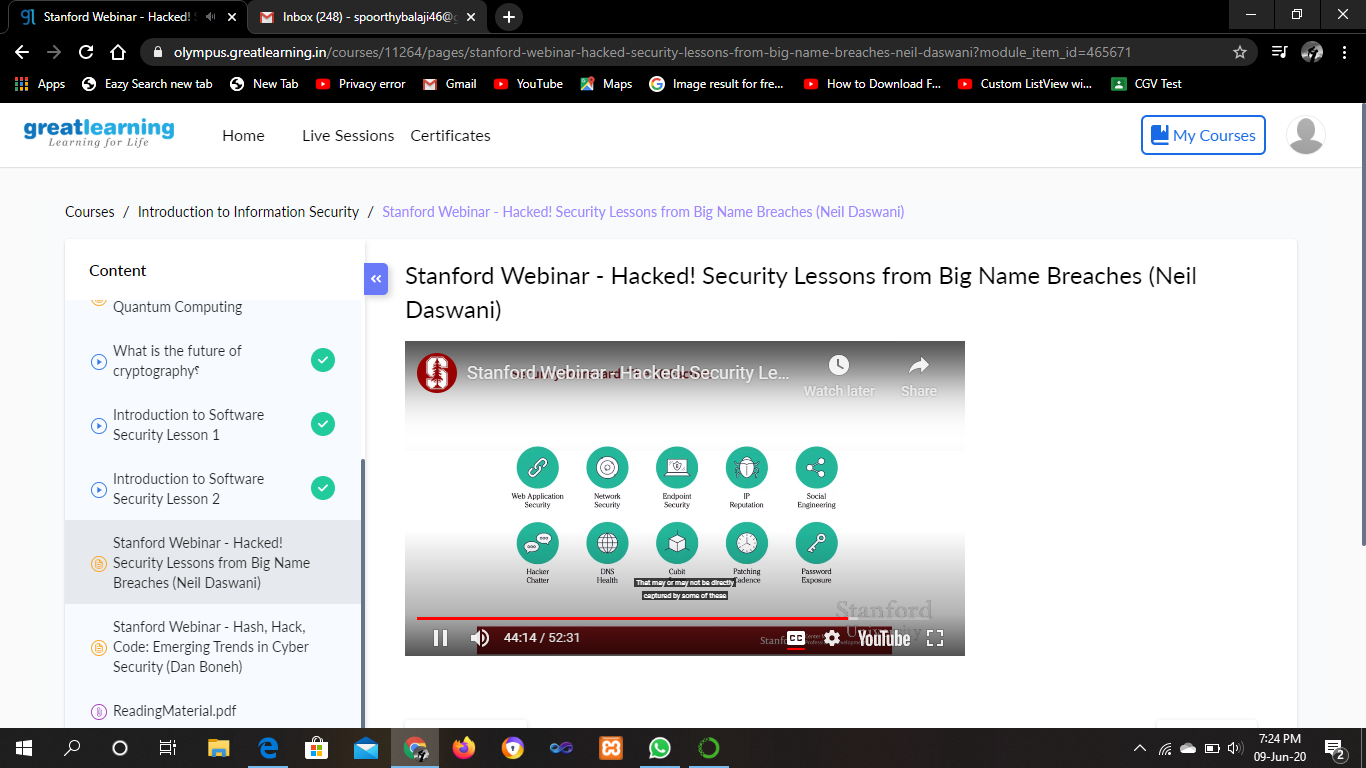 Stanford Webinar - Hacked!
Inbox (248) - spoorthybalaji46@g
olympus.greatlearning.in/courses/11264/pages/stanford-webinar-hacked-security-lessons-from-big-name-breaches-neil-daswani?module_item_id=465671
Apps Eazy Search new tab New Tab Privacy error Gmail YouTube Maps Image result for fre... How to Download F... Custom ListView wi... CGV Test
greatlearning
Learning for Life
Home Live Sessions Certificates My Courses
Courses / Introduction to Information Security / Stanford Webinar - Hacked! Security Lessons from Big Name Breaches (Neil Daswani)
Content
Quantum Computing
What is the future of
cryptography?
Introduction to Software
Security Lesson 1
Introduction to Software
Security Lesson 2
Stanford Webinar - Hacked!
Security Lessons from Big Name
Breaches (Neil Daswani)
Stanford Webinar - Hash, Hack,
Code: Emerging Trends in Cyber
Security (Dan Boneh)
ReadingMaterial.pdf
Stanford Webinar - Hacked! Security Lessons from Big Name Breaches (Neil
Daswani)
Stanford Webinar - Hacked! Security Le...
Watch later Share
Web Application
Security
Network
Security
Endpoint
Security
IP
Reputation
Social
Engineering
Hacker
Chatter
DNS
Health
Cubit
Patching
Cadence
Password
Exposure
That may or may not be directly
captured by some of these
Stanford
44:14 / 52:31
CC
YouTube
7:24 PM
09-Jun-20
2